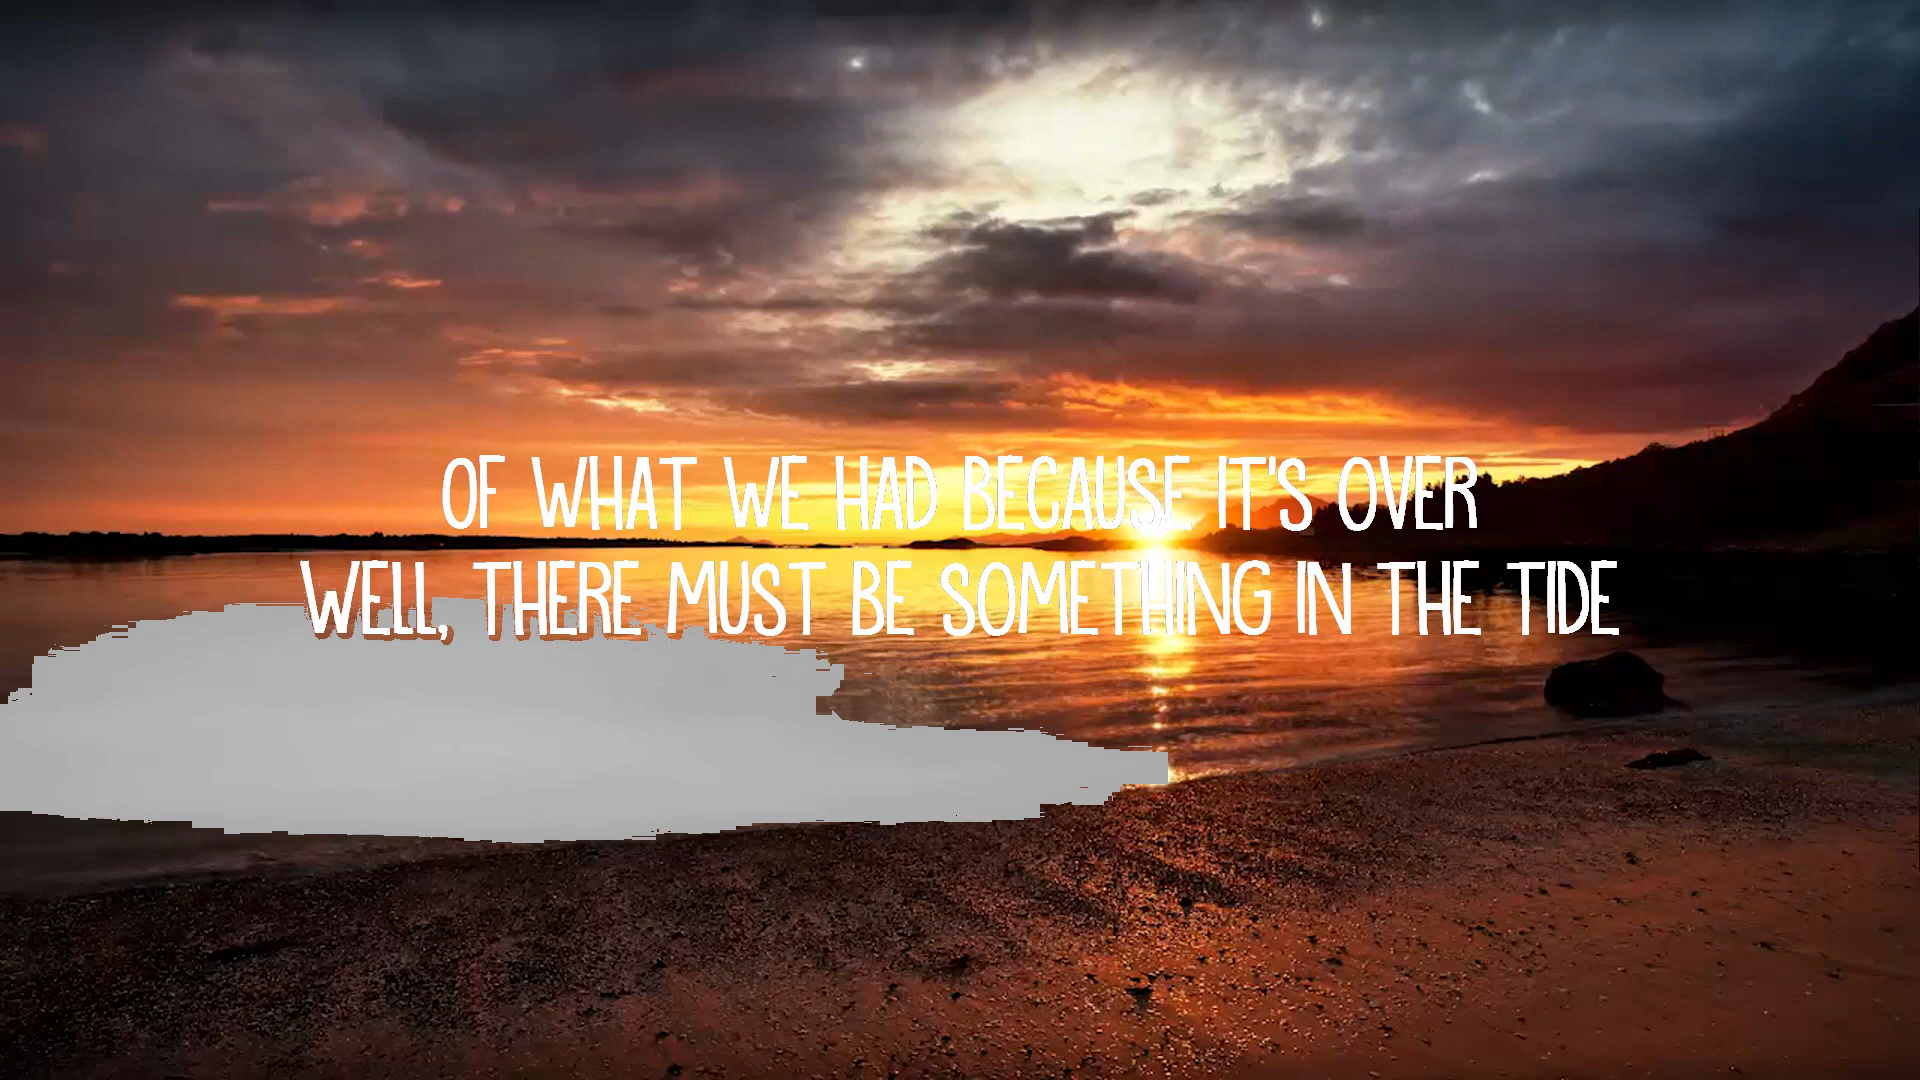 OF WHAT WE HAD BECAUSE IT'S OVER
WELL, THERE MUST BE SOMETHING IN THE TIDE